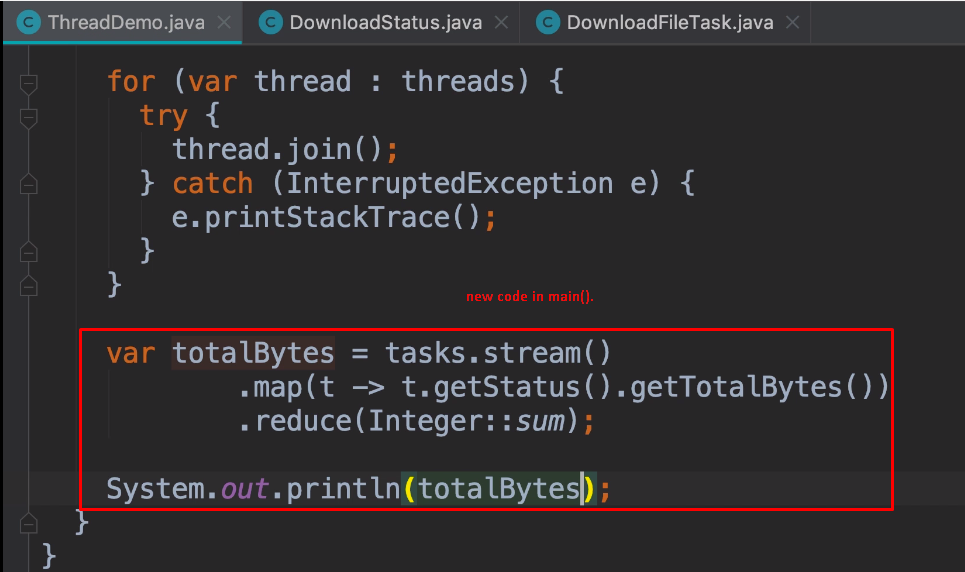 ThreadDemo.java DownloadStatus.java DownloadFileTask.java
for (var thread : threads) {
try {
thread.join();
} catch (InterruptedException e) {
e.printStackTrace();
}
}
new code in main().
var totalBytes = tasks.stream()
.map(t -> t.getStatus().getTotalBytes())
.reduce(Integer::sum);
System.out.println(totalBytes);
}
}